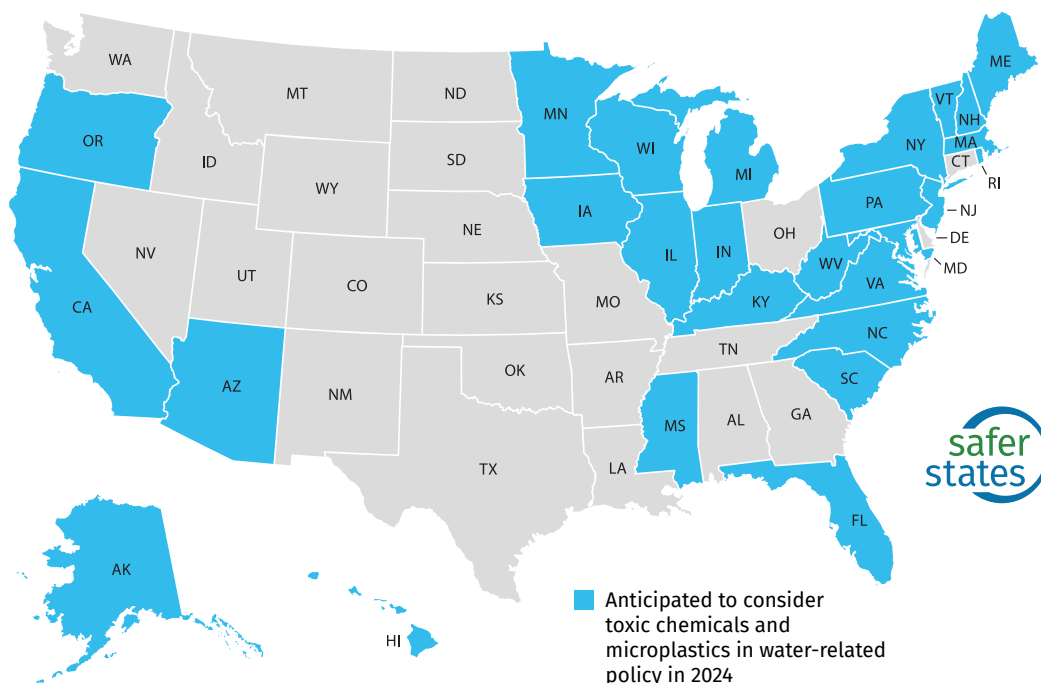 WA
MT
ND
MN
ME
VT
NH
OR
ID
SD
WI
MI
NY
MA
CT
RI
WY
IA
PA
NJ
NV
UT
CO
NE
IL
IN
OH
WV
DE
MD
VA
CA
KS
MO
KY
NC
AZ
NM
OK
AR
TN
SC
MS
AL
GA
TX
LA
FL
safer
states
AK
HI
Anticipated to consider
toxic chemicals and
microplastics in water-related
policy in 2024